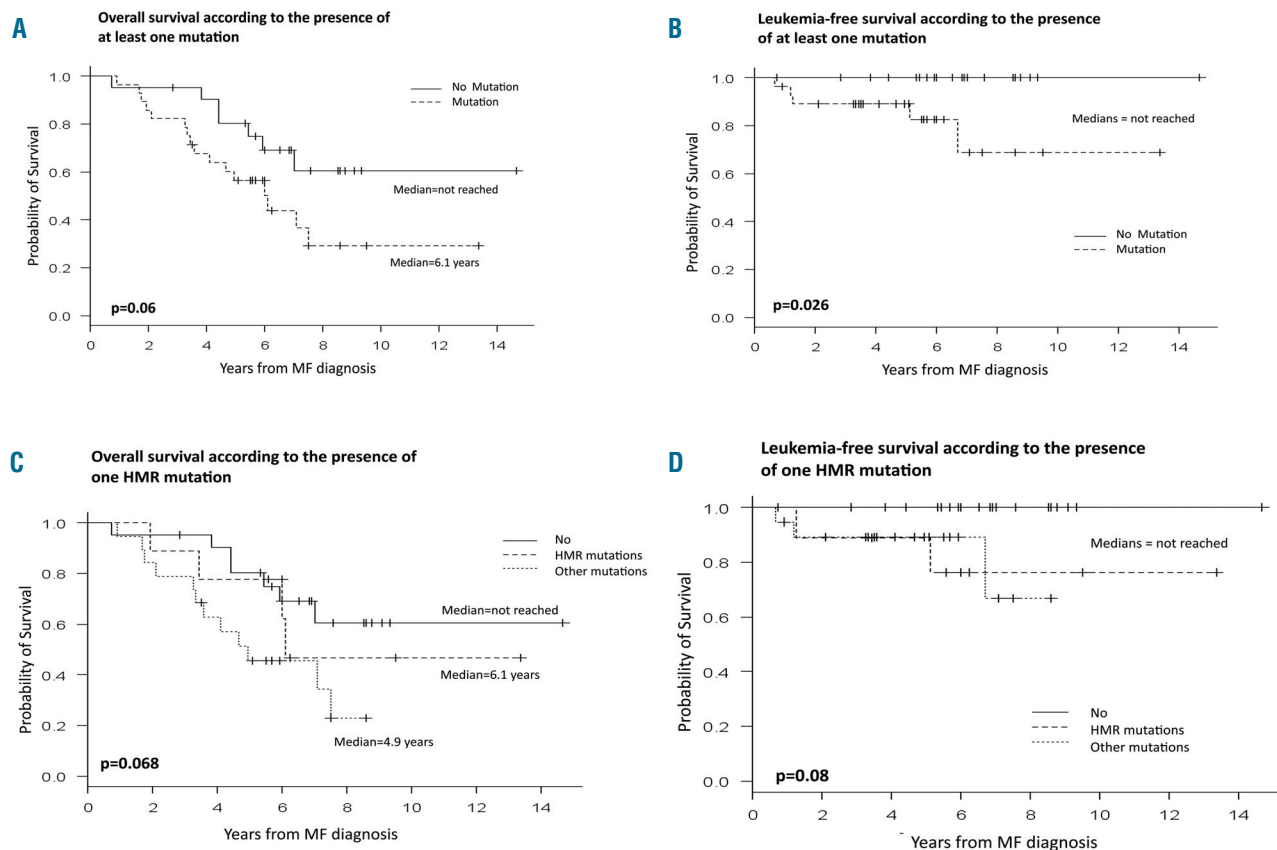 A
Overall survival according to the presence of
at least one mutation
Probability of Survival
1.0
0.8
0.6
0.4
0.2
0.0
No Mutation
Mutation
Median=not reached
Median=6.1 years
p=0.06
0 2 4 6 8 10 12 14
Years from MF diagnosis
B
Leukemia-free survival according to the presence
of at least one mutation
Probability of Survival
1.0
0.8
0.6
0.4
0.2
0.0
Medians = not reached
No Mutation
Mutation
p=0.026
0 2 4 6 8 10 12 14
Years from MF diagnosis
C
Overall survival according to the presence of
one HMR mutation
Probability of Survival
1.0
0.8
0.6
0.4
0.2
0.0
No
HMR mutations
Other mutations
Median=not reached
Median=6.1 years
Median=4.9 years
p=0.068
0 2 4 6 8 10 12 14
Years from MF diagnosis
D
Leukemia-free survival according to the presence
of one HMR mutation
Probability of Survival
1.0
0.8
0.6
0.4
0.2
0.0
Medians = not reached
No
HMR mutations
Other mutations
p=0.08
0 2 4 6 8 10 12 14
Years from MF diagnosis